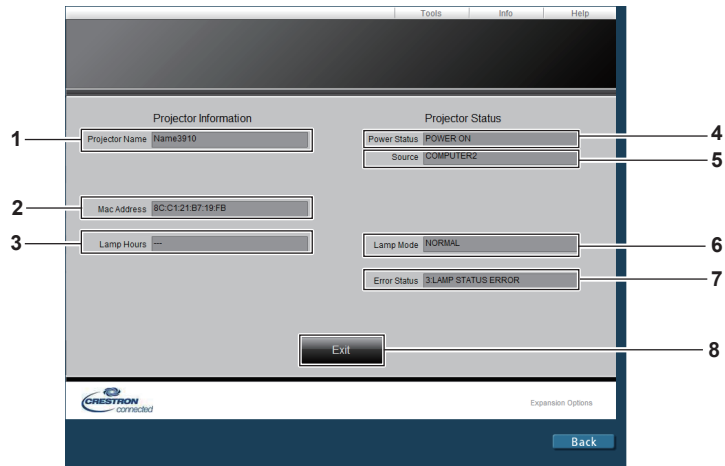 Tools Info Help
Projector Information
Projector Status
1 Projector Name Name3910
Power Status POWER ON 4
Source COMPUTER2 5
2 Mac Address 8C:C1:21:B7:19:FB
3 Lamp Hours ---
Lamp Mode NORMAL 6
Error Status 3:LAMP STATUS ERROR 7
Exit 8
CRESTRON
connected
Expansion Options
Back